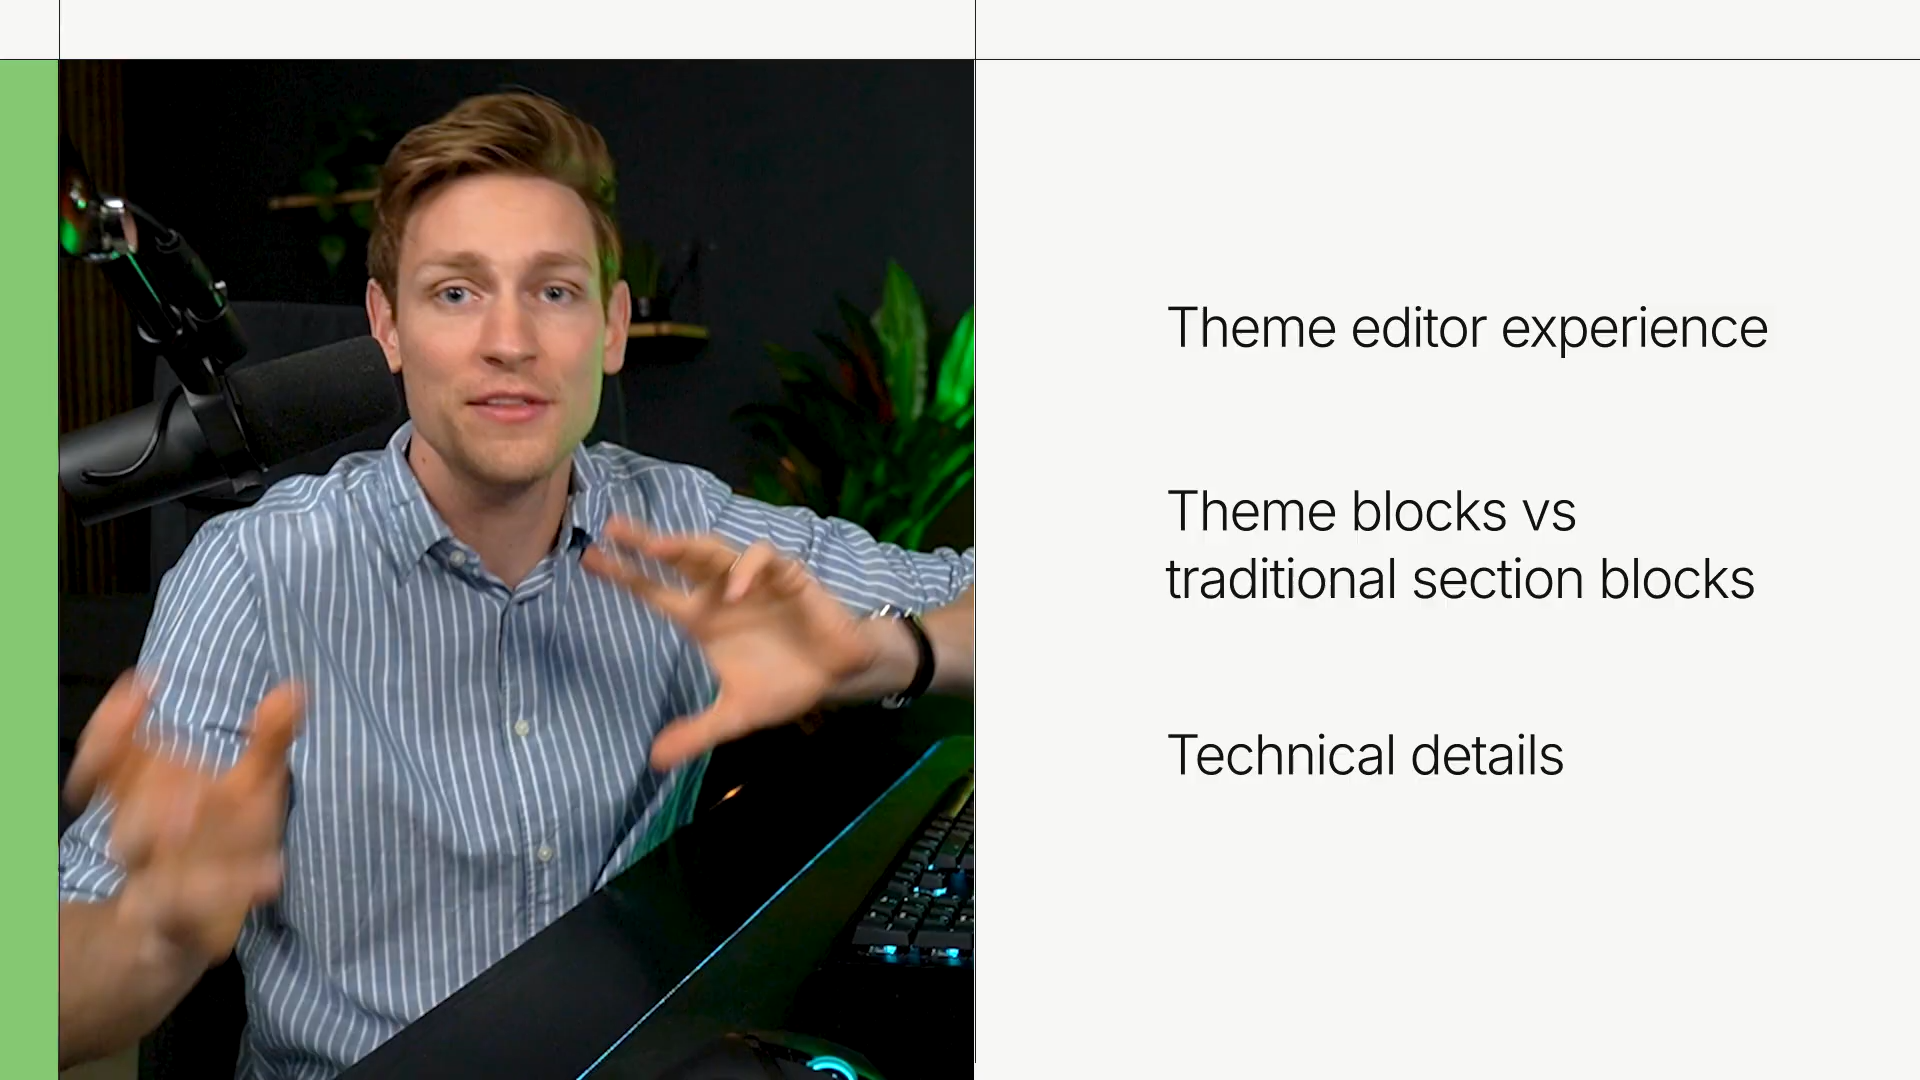 Theme editor experience
Theme blocks vs
traditional section blocks
Technical details